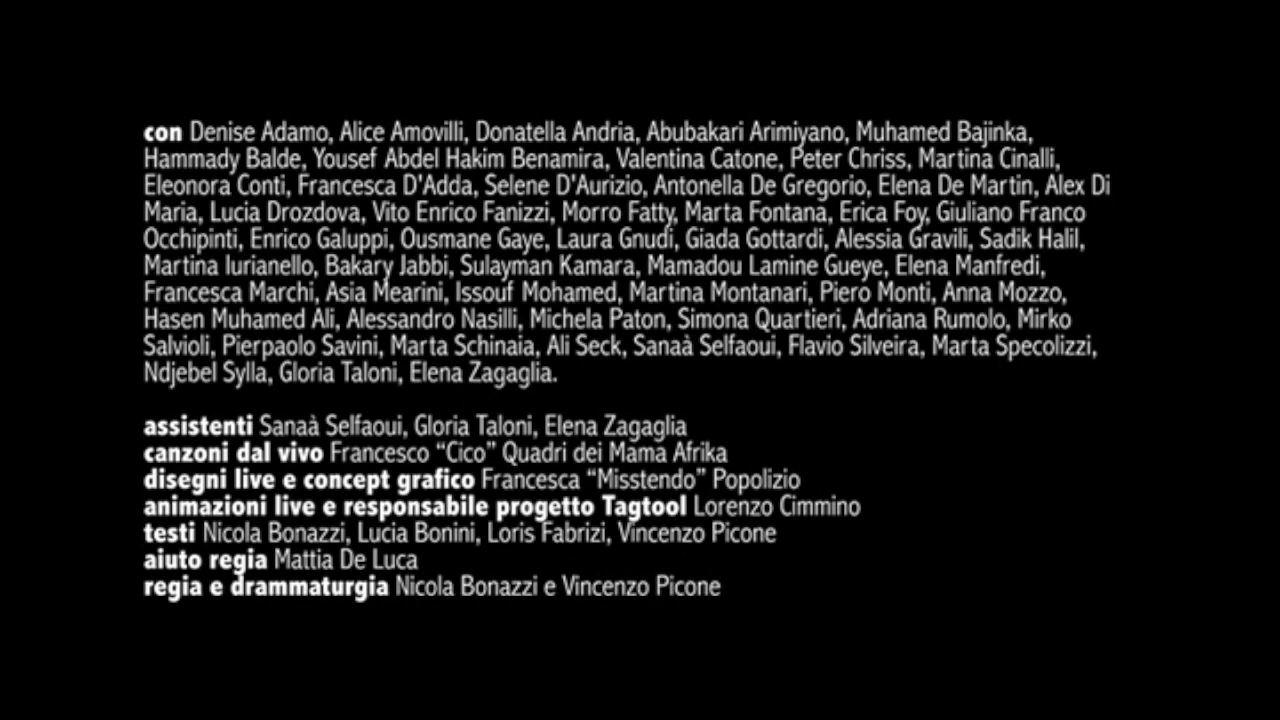 con Denise Adamo, Alice Amovilli, Donatella Andria, Abubakari Arimiyano, Muhamed Bajinka,
Hammady Balde, Yousef Abdel Hakim Benamira, Valentina Catone, Peter Chriss, Martina Cinalli,
Eleonora Conti, Francesca D'Adda, Selene D'Aurizio, Antonella De Gregorio, Elena De Martin, Alex Di
Maria, Lucia Drozdova, Vito Enrico Fanizzi, Morro Fatty, Marta Fontana, Erica Foy, Giuliano Franco
Occhipinti, Enrico Galuppi, Ousmane Gaye, Laura Gnudi, Giada Gottardi, Alessia Gravili, Sadik Halil,
Martina Iurianello, Bakary Jabbi, Sulayman Kamara, Mamadou Lamine Gueye, Elena Manfredi,
Francesca Marchi, Asia Mearini, Issouf Mohamed, Martina Montanari, Piero Monti, Anna Mozzo,
Hasen Muhamed Ali, Alessandro Nasilli, Michela Paton, Simona Quartieri, Adriana Rumolo, Mirko
Salvioli, Pierpaolo Savini, Marta Schinaia, Ali Seck, Sanaà Selfaoui, Flavio Silveira, Marta Specolizzi,
Ndjebel Sylla, Gloria Taloni, Elena Zagaglia.
assistenti Sanaà Selfaoui, Gloria Taloni, Elena Zagaglia
canzoni dal vivo Francesco “Cico” Quadri dei Mama Afrika
disegni live e concept grafico Francesca “Misstendo” Popolizio
animazioni live e responsabile progetto Tagtool Lorenzo Cimmino
testi Nicola Bonazzi, Lucia Bonini, Loris Fabrizi, Vincenzo Picone
aiuto regia Mattia De Luca
regia e drammaturgia Nicola Bonazzi e Vincenzo Picone